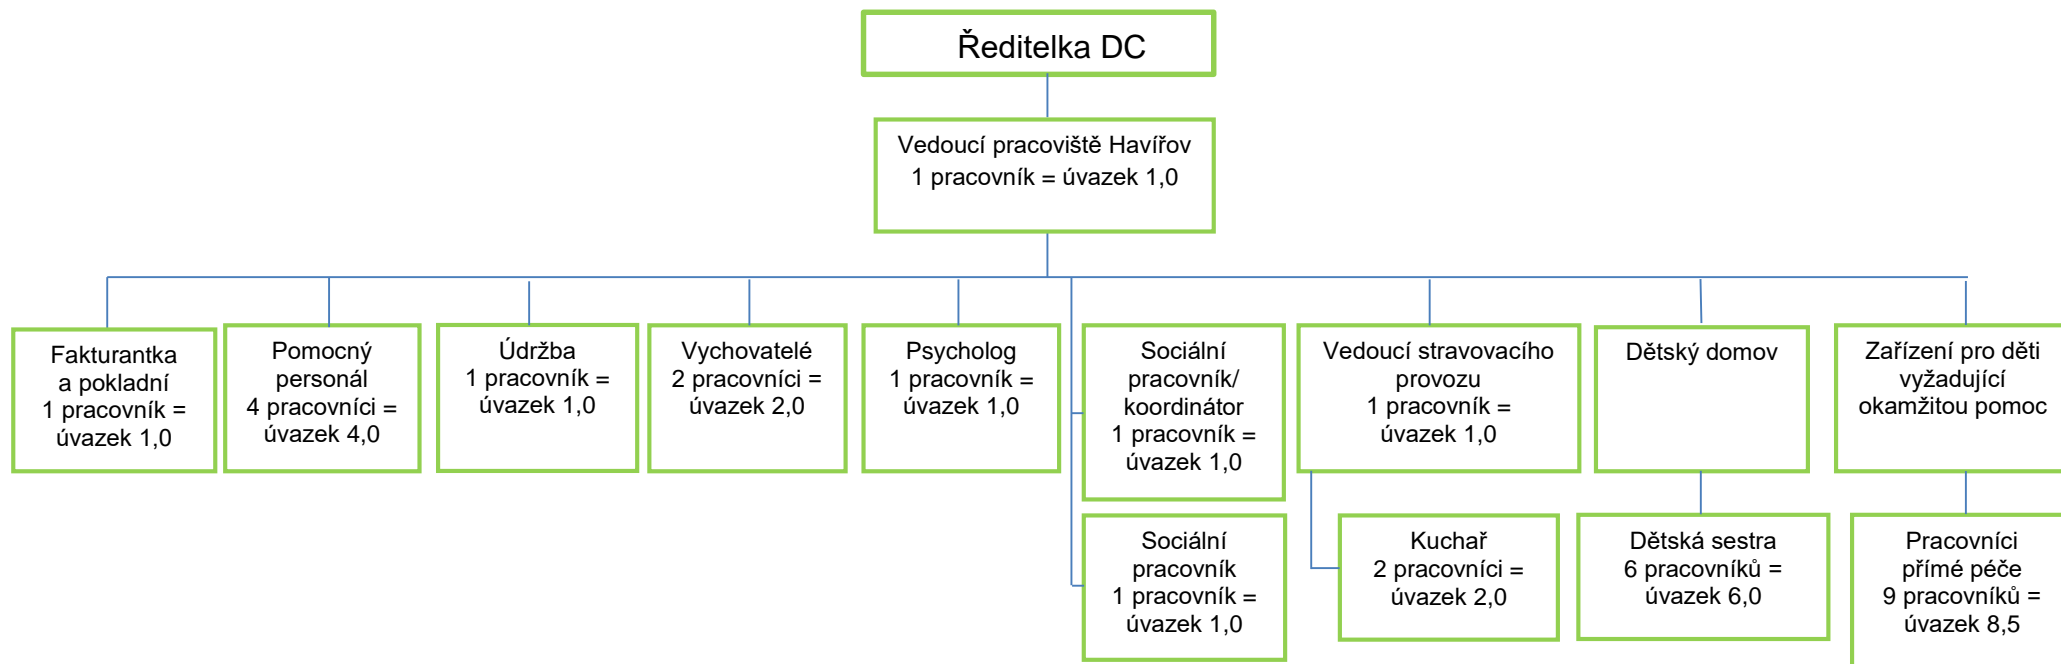 Ředitelka DC
Vedoucí pracoviště Havířov
1 pracovník = úvazek 1,0
Fakturantka
a pokladní
1 pracovník =
úvazek 1,0
Pomocný
personál
4 pracovníci =
úvazek 4,0
Údržba
1 pracovník =
úvazek 1,0
Vychovatelé
2 pracovníci =
úvazek 2,0
Psycholog
1 pracovník =
úvazek 1,0
Sociální
pracovník/
koordinátor
1 pracovník =
úvazek 1,0
Vedoucí stravovacího
provozu
1 pracovník =
úvazek 1,0
Dětský domov
Zařízení pro děti
vyžadující
okamžitou pomoc
Sociální
pracovník
1 pracovník =
úvazek 1,0
Kuchař
2 pracovníci =
úvazek 2,0
Dětská sestra
6 pracovníků =
úvazek 6,0
Pracovníci
přímé péče
9 pracovníků =
úvazek 8,5